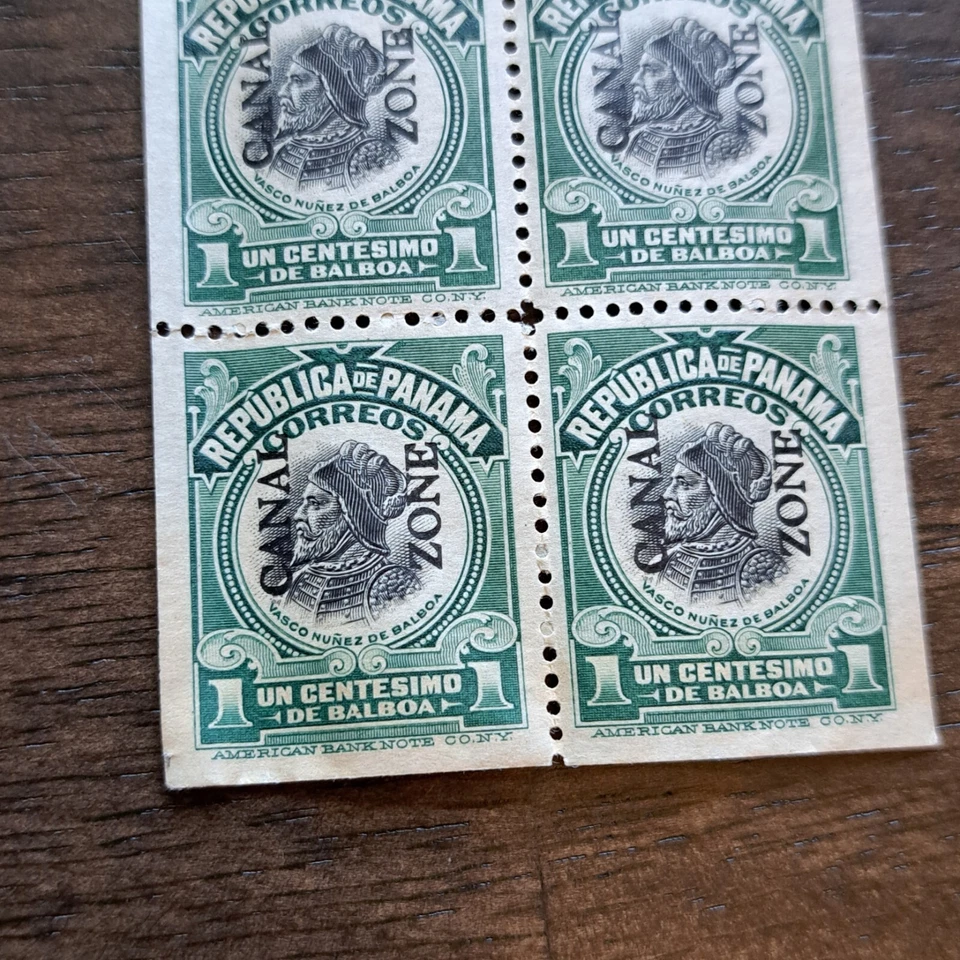 REPÚBLICA DE PANAMA
CORREOS
CANAL ZONE
VASCO NUÑEZ DE BALBOA
1 UN CENTESIMO 1
DE BALBOA
AMERICAN BANK NOTE CO. N.Y.
REPÚBLICA DE PANAMA
CORREOS
CANAL ZONE
VASCO NUÑEZ DE BALBOA
1 UN CENTESIMO 1
DE BALBOA
AMERICAN BANK NOTE CO. N.Y.
REPÚBLICA DE PANAMA
CORREOS
CANAL ZONE
VASCO NUÑEZ DE BALBOA
1 UN CENTESIMO 1
DE BALBOA
AMERICAN BANK NOTE CO. N.Y.
REPÚBLICA DE PANAMA
CORREOS
CANAL ZONE
VASCO NUÑEZ DE BALBOA
1 UN CENTESIMO 1
DE BALBOA
AMERICAN BANK NOTE CO. N.Y.